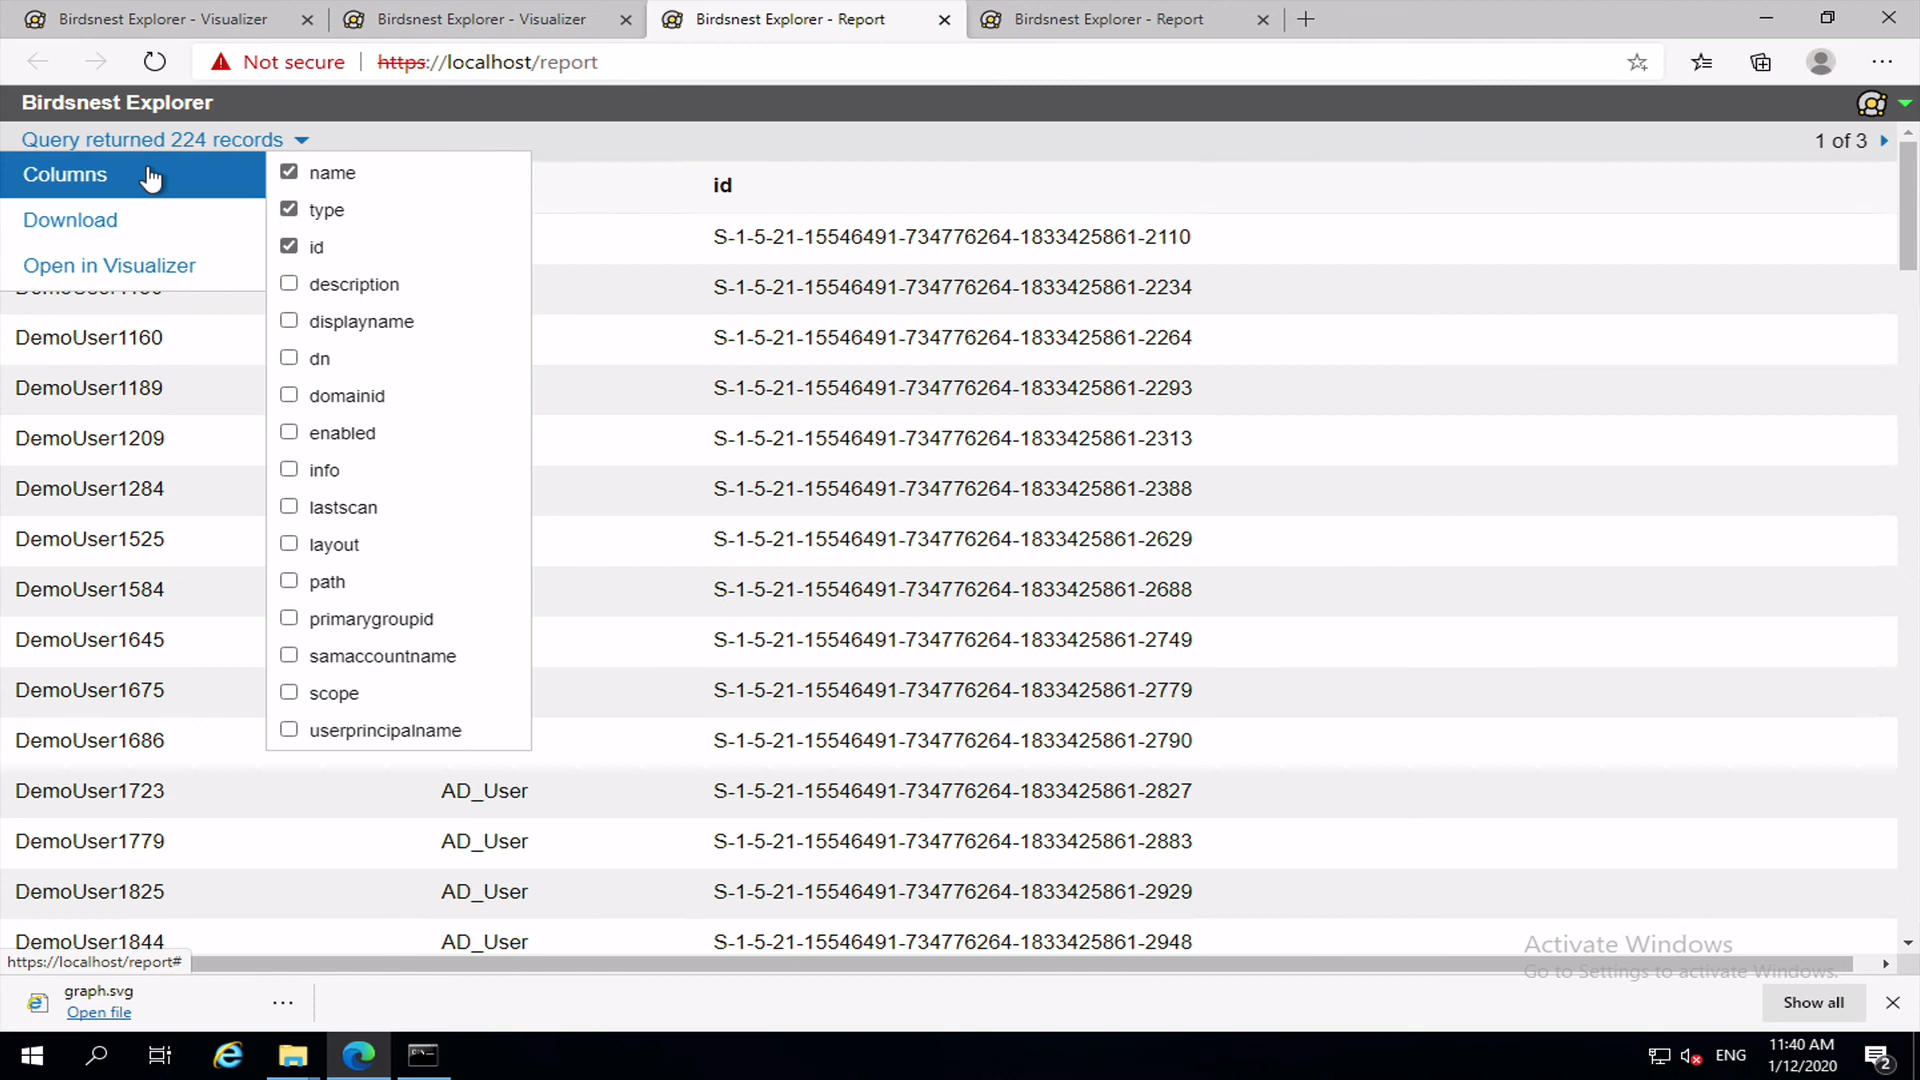 Birdsnest Explorer - Visualizer
Birdsnest Explorer - Visualizer
Birdsnest Explorer - Report
Birdsnest Explorer - Report
Not secure
https://localhost/report
Birdsnest Explorer
Query returned 224 records
1 of 3
Columns
Download
Open in Visualizer
name
type
id
description
displayname
dn
domainid
enabled
info
lastscan
layout
path
primarygroupid
samaccountname
scope
userprincipalname
id
S-1-5-21-15546491-734776264-1833425861-2110
S-1-5-21-15546491-734776264-1833425861-2234
DemoUser1160 S-1-5-21-15546491-734776264-1833425861-2264
DemoUser1189 S-1-5-21-15546491-734776264-1833425861-2293
DemoUser1209 S-1-5-21-15546491-734776264-1833425861-2313
DemoUser1284 S-1-5-21-15546491-734776264-1833425861-2388
DemoUser1525 S-1-5-21-15546491-734776264-1833425861-2629
DemoUser1584 S-1-5-21-15546491-734776264-1833425861-2688
DemoUser1645 S-1-5-21-15546491-734776264-1833425861-2749
DemoUser1675 S-1-5-21-15546491-734776264-1833425861-2779
DemoUser1686 S-1-5-21-15546491-734776264-1833425861-2790
DemoUser1723 AD_User S-1-5-21-15546491-734776264-1833425861-2827
DemoUser1779 AD_User S-1-5-21-15546491-734776264-1833425861-2883
DemoUser1825 AD_User S-1-5-21-15546491-734776264-1833425861-2929
DemoUser1844 AD_User S-1-5-21-15546491-734776264-1833425861-2948
Activate Windows
Go to Settings to activate Windows.
https://localhost/report#
graph.svg
Open file
Show all
ENG
11:40 AM
1/12/2020
2